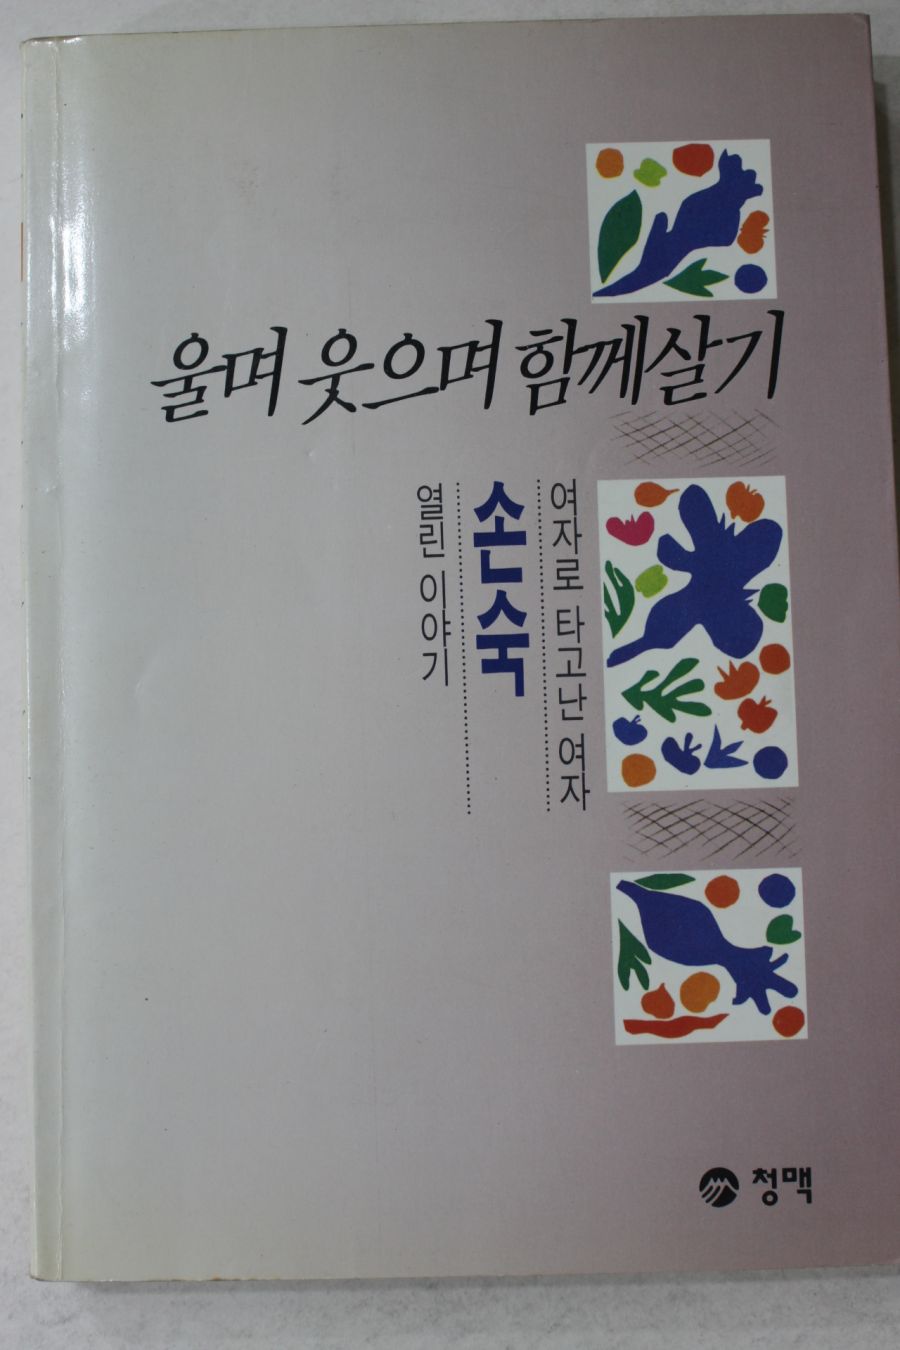 울며 웃으며 함께살기
여자로 타고난 여자
손숙
열린 이야기
청맥